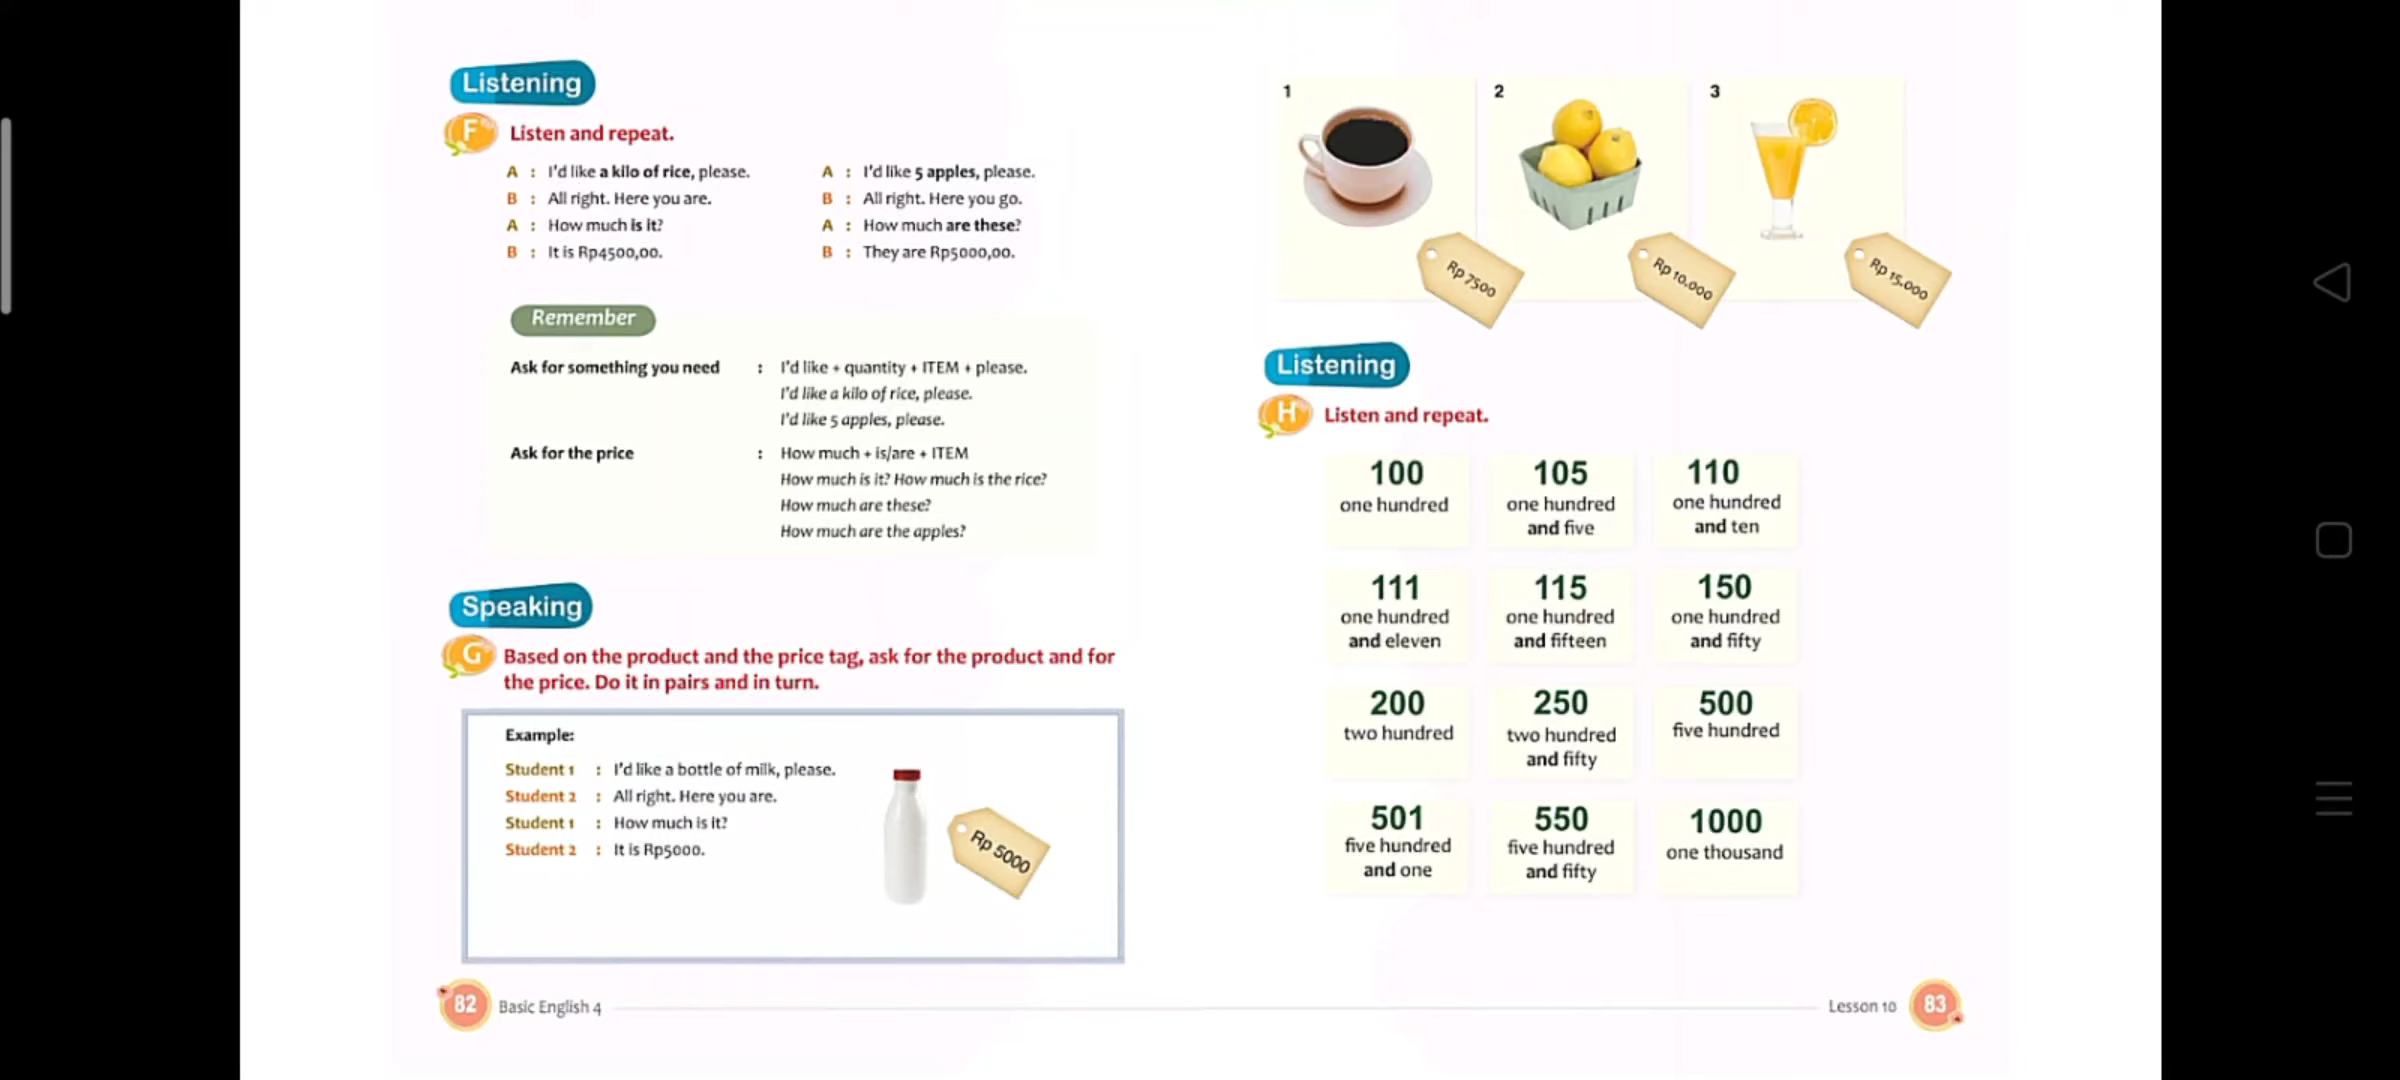 Listening
F Listen and repeat.
A : I'd like a kilo of rice, please.
B : All right. Here you are.
A : How much is it?
B : It is Rp4500,00.
A : I'd like 5 apples, please.
B : All right. Here you go.
A : How much are these?
B : They are Rp5000,00.
Remember
Ask for something you need : I'd like + quantity + ITEM + please.
I'd like a kilo of rice, please.
I'd like 5 apples, please.
Ask for the price : How much + is/are + ITEM
How much is it? How much is the rice?
How much are these?
How much are the apples?
Speaking
G Based on the product and the price tag, ask for the product and for
the price. Do it in pairs and in turn.
Example:
Student 1 : I'd like a bottle of milk, please.
Student 2 : All right. Here you are.
Student 1 : How much is it?
Student 2 : It is Rp5000.
Rp 5000
82 Basic English 4
1
2
3
Rp 7500
Rp 10.000
Rp 15.000
Listening
H Listen and repeat.
100
one hundred
105
one hundred
and five
110
one hundred
and ten
111
one hundred
and eleven
115
one hundred
and fifteen
150
one hundred
and fifty
200
two hundred
250
two hundred
and fifty
500
five hundred
501
five hundred
and one
550
five hundred
and fifty
1000
one thousand
Lesson 10 83